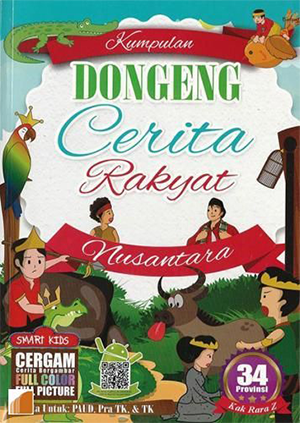 Kumpulan
DONGENG
Cerita
Rakyat
Nusantara
SMART KIDS
CERGAM
Cerita Bergambar
FULL COLOR
FULL PICTURE
Untuk: PAUD, Pra TK, & TK
34
Provinsi
Kak Rara Z.